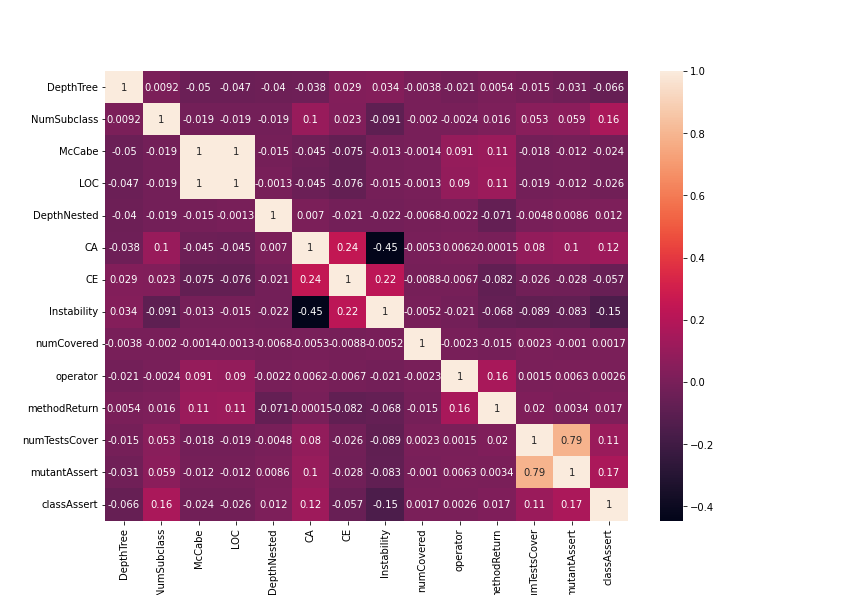 DepthTree 1 0.0092 -0.05 -0.047 -0.04 -0.038 0.029 0.034 -0.0038 -0.021 0.0054 -0.015 -0.031 -0.066
NumSubclass 0.0092 1 -0.019 -0.019 -0.019 0.1 0.023 -0.091 -0.002 -0.0024 0.016 0.053 0.059 0.16
McCabe -0.05 -0.019 1 1 -0.015 -0.045 -0.075 -0.013 -0.0014 0.091 0.11 -0.018 -0.012 -0.024
LOC -0.047 -0.019 1 1 -0.0013 -0.045 -0.076 -0.015 -0.0013 0.09 0.11 -0.019 -0.012 -0.026
DepthNested -0.04 -0.019 -0.015 -0.0013 1 0.007 -0.021 -0.022 -0.0068 -0.0022 -0.071 -0.0048 0.0086 0.012
CA -0.038 0.1 -0.045 -0.045 0.007 1 0.24 -0.45 -0.0053 0.0062 -0.00015 0.08 0.1 0.12
CE 0.029 0.023 -0.075 -0.076 -0.021 0.24 1 0.22 -0.0088 -0.0067 -0.082 -0.026 -0.028 -0.057
Instability 0.034 -0.091 -0.013 -0.015 -0.022 -0.45 0.22 1 -0.0052 -0.021 -0.068 -0.089 -0.083 -0.15
numCovered -0.0038 -0.002 -0.0014 -0.0013 -0.0068 -0.0053 -0.0088 -0.0052 1 -0.0023 -0.015 0.0023 -0.001 0.0017
operator -0.021 -0.0024 0.091 0.09 -0.0022 0.0062 -0.0067 -0.021 -0.0023 1 0.16 0.0015 0.0063 0.0026
methodReturn 0.0054 0.016 0.11 0.11 -0.071 -0.00015 -0.082 -0.068 -0.015 0.16 1 0.02 0.0034 0.017
numTestsCover -0.015 0.053 -0.018 -0.019 -0.0048 0.08 -0.026 -0.089 0.0023 0.0015 0.02 1 0.79 0.11
mutantAssert -0.031 0.059 -0.012 -0.012 0.0086 0.1 -0.028 -0.083 -0.001 0.0063 0.0034 0.79 1 0.17
classAssert -0.066 0.16 -0.024 -0.026 0.012 0.12 -0.057 -0.15 0.0017 0.0026 0.017 0.11 0.17 1
DepthTree
NumSubclass
McCabe
LOC
DepthNested
CA
CE
Instability
numCovered
operator
methodReturn
umTestsCover
mutantAssert
classAssert
1.0
0.8
0.6
0.4
0.2
0.0
−0.2
−0.4